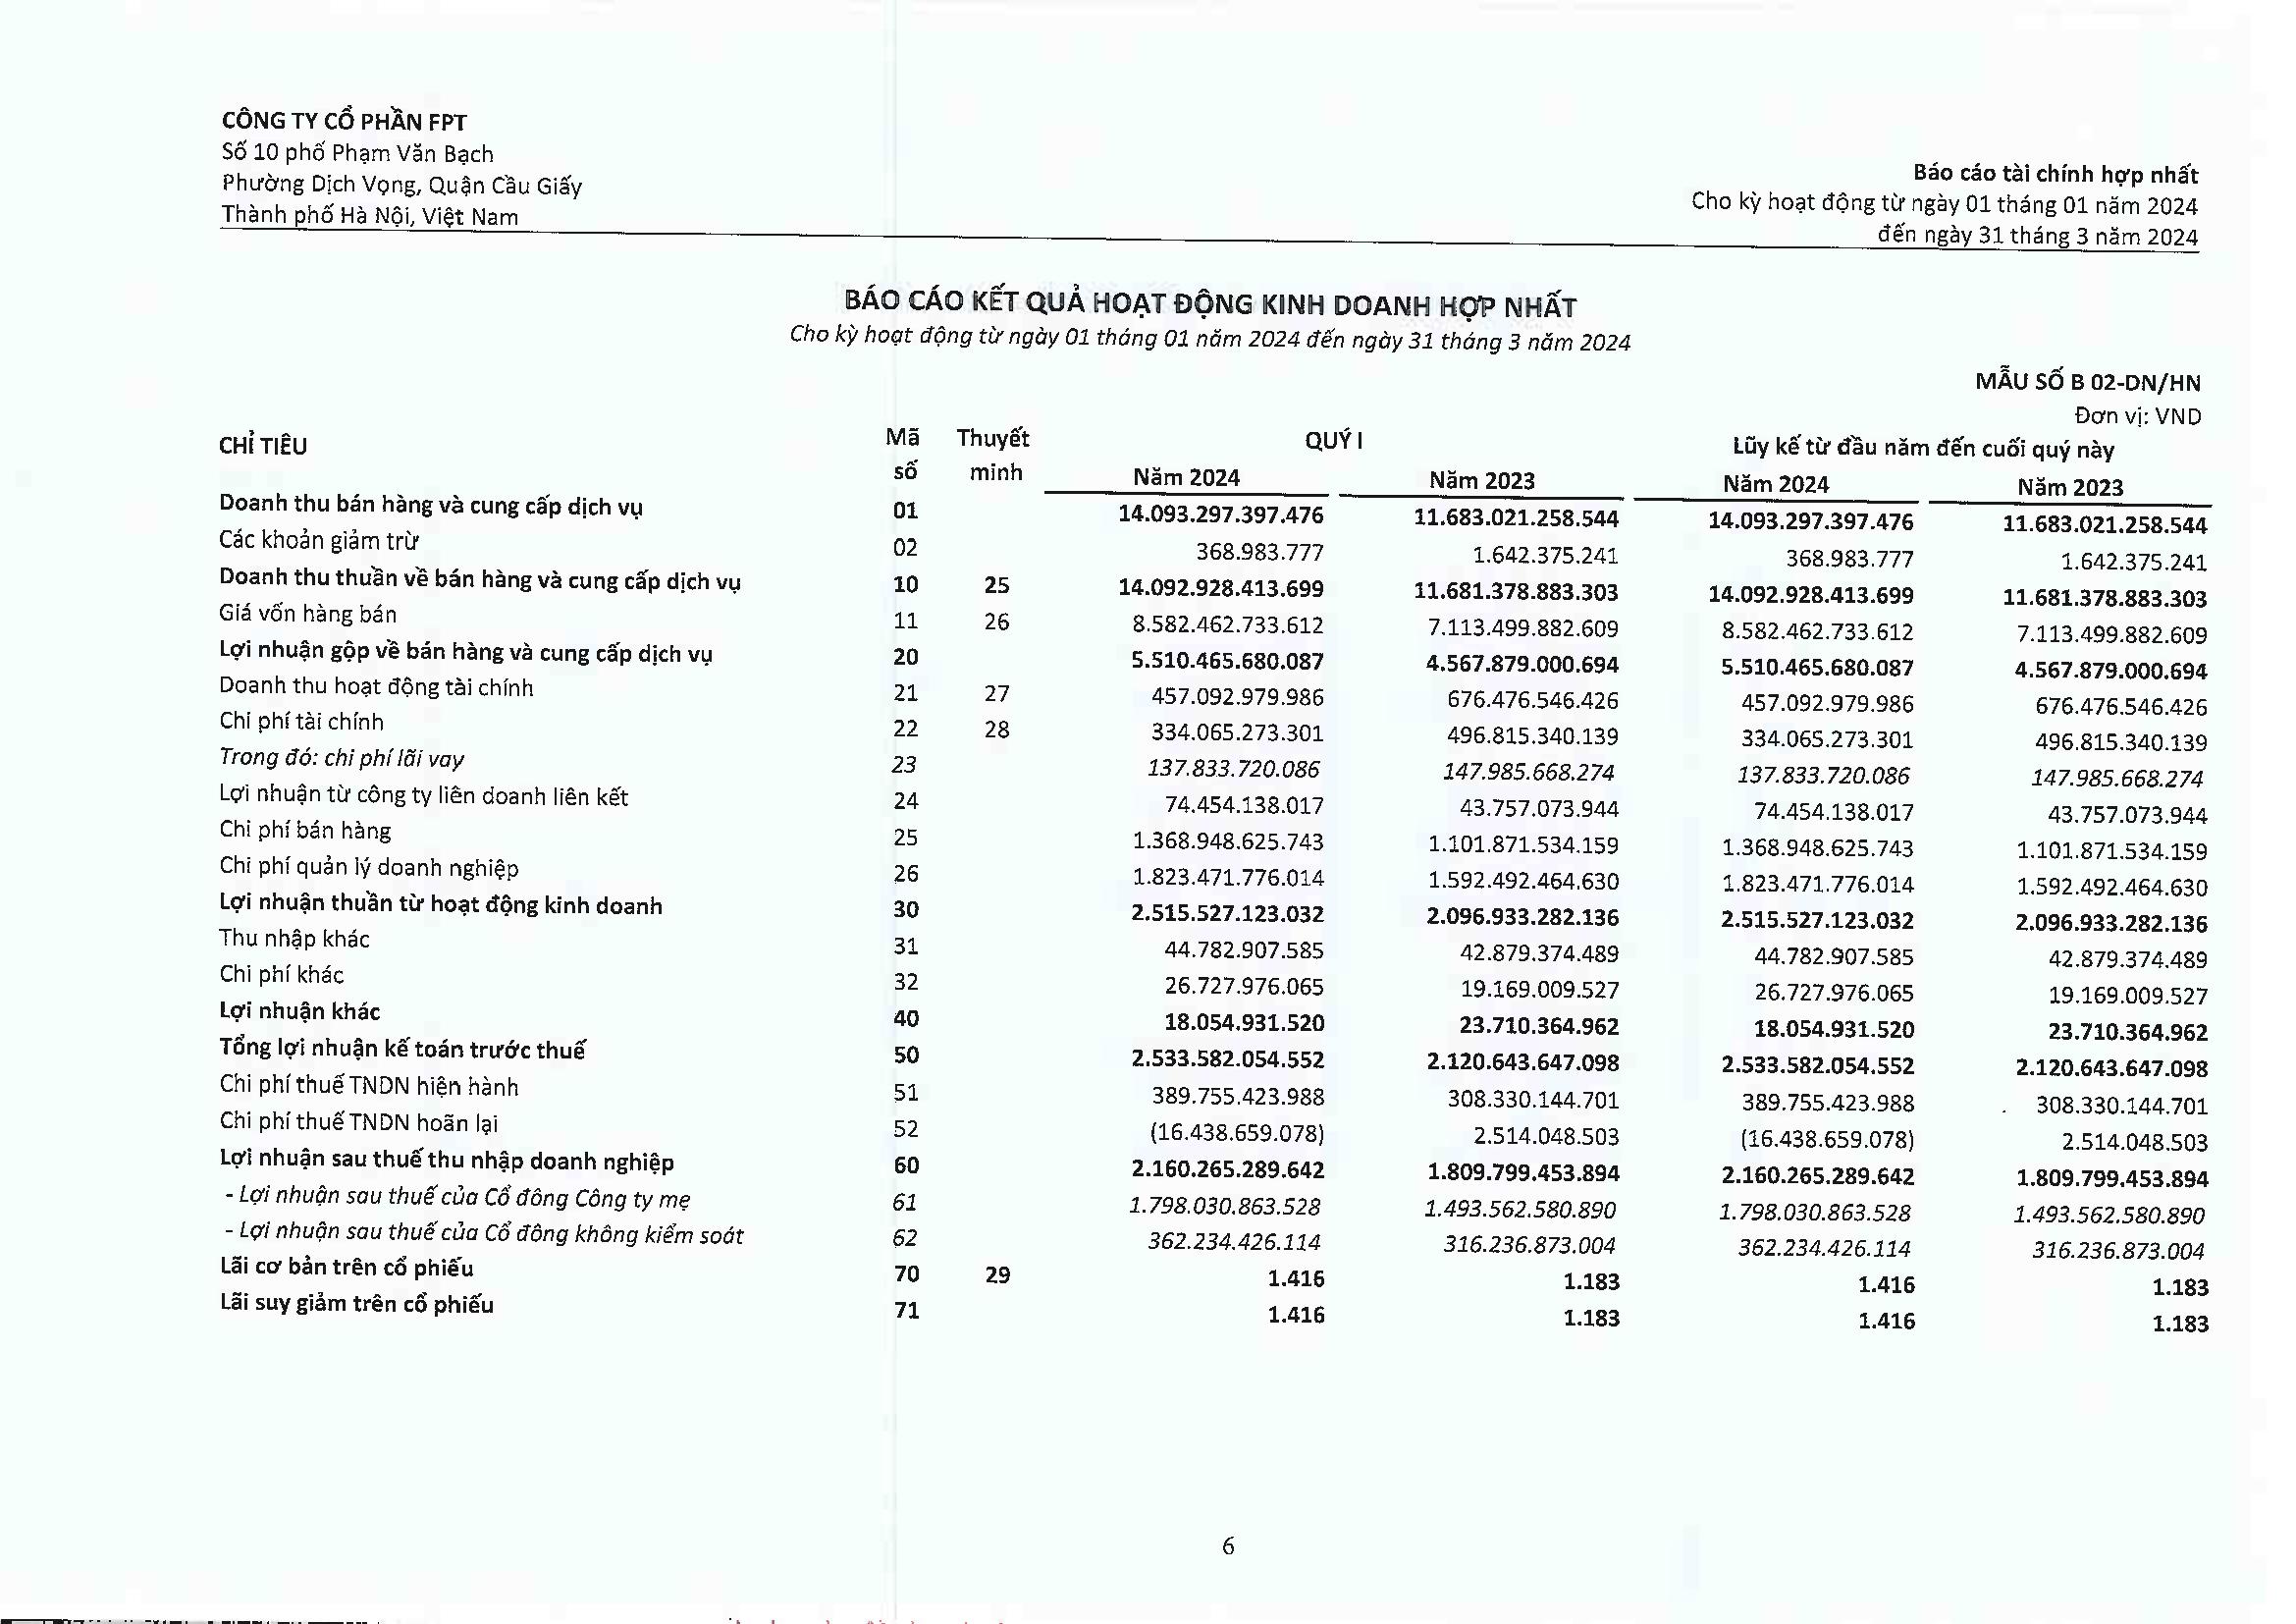 CÔNG TY CỔ PHẦN FPT
Số 10 phố Phạm Văn Bạch
Phường Dịch Vọng, Quận Cầu Giấy
Thành phố Hà Nội, Việt Nam
Báo cáo tài chính hợp nhất
Cho kỳ hoạt động từ ngày 01 tháng 01 năm 2024
đến ngày 31 tháng 3 năm 2024
BÁO CÁO KẾT QUẢ HOẠT ĐỘNG KINH DOANH HỢP NHẤT
Cho kỳ hoạt động từ ngày 01 tháng 01 năm 2024 đến ngày 31 tháng 3 năm 2024
MẪU SỐ B 02-DN/HN
Đơn vị: VND
CHỈ TIÊU Mã số Thuyết minh QUÝ I Lũy kế từ đầu năm đến cuối quý này
Năm 2024 Năm 2023 Năm 2024 Năm 2023
Doanh thu bán hàng và cung cấp dịch vụ 01 14.093.297.397.476 11.683.021.258.544 14.093.297.397.476 11.683.021.258.544
Các khoản giảm trừ 02 368.983.777 1.642.375.241 368.983.777 1.642.375.241
Doanh thu thuần về bán hàng và cung cấp dịch vụ 10 25 14.092.928.413.699 11.681.378.883.303 14.092.928.413.699 11.681.378.883.303
Giá vốn hàng bán 11 26 8.582.462.733.612 7.113.499.882.609 8.582.462.733.612 7.113.499.882.609
Lợi nhuận gộp về bán hàng và cung cấp dịch vụ 20 5.510.465.680.087 4.567.879.000.694 5.510.465.680.087 4.567.879.000.694
Doanh thu hoạt động tài chính 21 27 457.092.979.986 676.476.546.426 457.092.979.986 676.476.546.426
Chi phí tài chính 22 28 334.065.273.301 496.815.340.139 334.065.273.301 496.815.340.139
Trong đó: chi phí lãi vay 23 137.833.720.086 147.985.668.274 137.833.720.086 147.985.668.274
Lợi nhuận từ công ty liên doanh liên kết 24 74.454.138.017 43.757.073.944 74.454.138.017 43.757.073.944
Chi phí bán hàng 25 1.368.948.625.743 1.101.871.534.159 1.368.948.625.743 1.101.871.534.159
Chi phí quản lý doanh nghiệp 26 1.823.471.776.014 1.592.492.464.630 1.823.471.776.014 1.592.492.464.630
Lợi nhuận thuần từ hoạt động kinh doanh 30 2.515.527.123.032 2.096.933.282.136 2.515.527.123.032 2.096.933.282.136
Thu nhập khác 31 44.782.907.585 42.879.374.489 44.782.907.585 42.879.374.489
Chi phí khác 32 26.727.976.065 19.169.009.527 26.727.976.065 19.169.009.527
Lợi nhuận khác 40 18.054.931.520 23.710.364.962 18.054.931.520 23.710.364.962
Tổng lợi nhuận kế toán trước thuế 50 2.533.582.054.552 2.120.643.647.098 2.533.582.054.552 2.120.643.647.098
Chi phí thuế TNDN hiện hành 51 389.755.423.988 308.330.144.701 389.755.423.988 308.330.144.701
Chi phí thuế TNDN hoãn lại 52 (16.438.659.078) 2.514.048.503 (16.438.659.078) 2.514.048.503
Lợi nhuận sau thuế thu nhập doanh nghiệp 60 2.160.265.289.642 1.809.799.453.894 2.160.265.289.642 1.809.799.453.894
- Lợi nhuận sau thuế của Cổ đông Công ty mẹ 61 1.798.030.863.528 1.493.562.580.890 1.798.030.863.528 1.493.562.580.890
- Lợi nhuận sau thuế của Cổ đông không kiểm soát 62 362.234.426.114 316.236.873.004 362.234.426.114 316.236.873.004
Lãi cơ bản trên cổ phiếu 70 29 1.416 1.183 1.416 1.183
Lãi suy giảm trên cổ phiếu 71 1.416 1.183 1.416 1.183
6